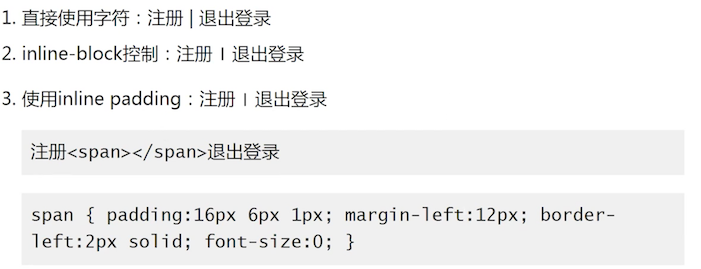 1. 直接使用字符：注册 | 退出登录
2. inline-block控制：注册 | 退出登录
3. 使用inline padding：注册 | 退出登录
注册<span></span>退出登录
span { padding:16px 6px 1px; margin-left:12px; border-
left:2px solid; font-size:0; }